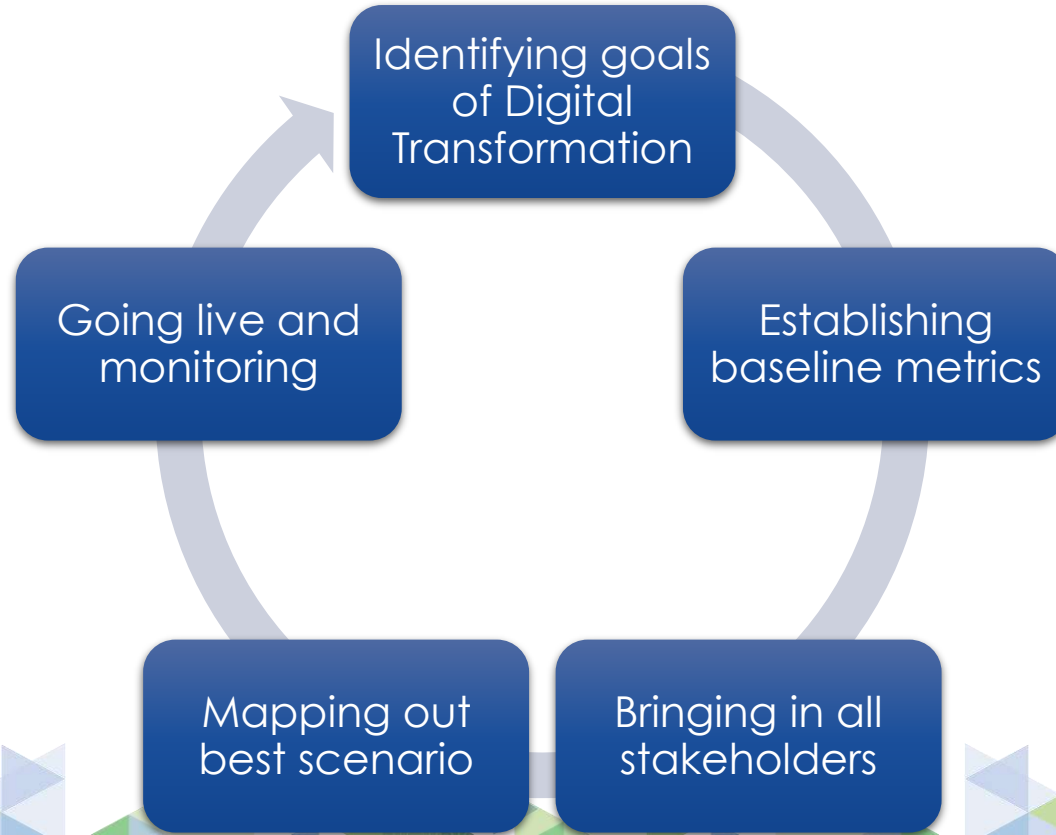 Identifying goals
of Digital
Transformation
Establishing
baseline metrics
Bringing in all
stakeholders
Mapping out
best scenario
Going live and
monitoring